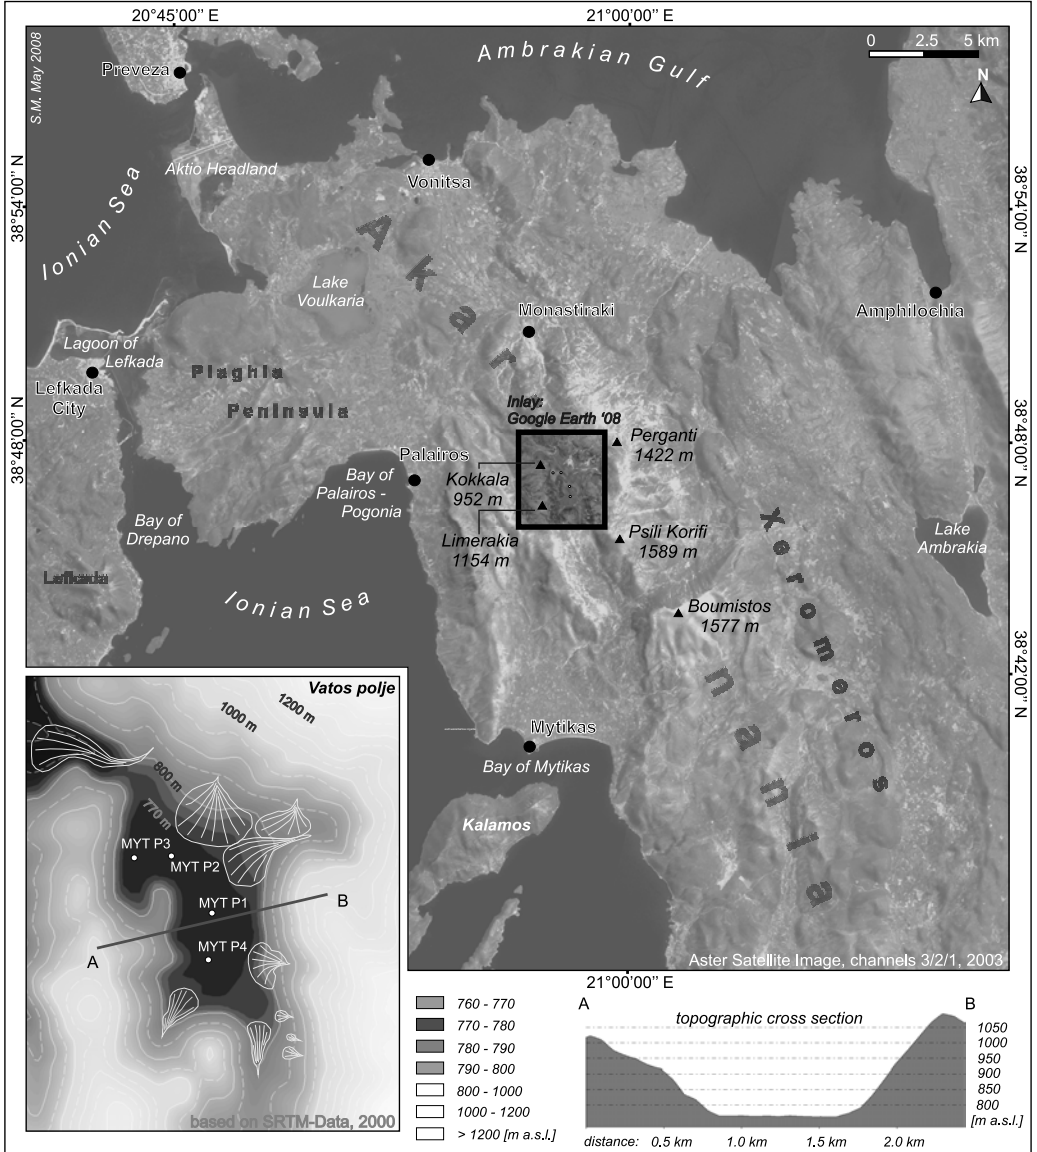 20°45'00'' E
21°00'00'' E
S.M. May 2008
Preveza
Ambrakian Gulf
0 2.5 5 km
N
Aktio Headland
Vonitsa
38°54'00'' N
38°54'00'' N
Ionian Sea
Akarnania
Lake
Voulkaria
Monastiraki
Amphilochia
Lagoon of
Lefkada
Lefkada
City
Plaghia
Peninsula
Inlay:
Google Earth '08
38°48'00'' N
38°48'00'' N
Perganti
1422 m
Palairos
Bay of
Palairos -
Pogonia
Kokkala
952 m
Bay of
Drepano
Limerakia
1154 m
Psili Korifi
1589 m
Xeromeros
Lake
Ambrakia
Lefkada
Ionian Sea
Boumistos
1577 m
38°42'00'' N
Mytikas
Bay of Mytikas
Kalamos
Aster Satellite Image, channels 3/2/1, 2003
21°00'00'' E
Vatos polje
1200 m
1000 m
800 m
770 m
MYT P3
MYT P2
MYT P1
B
MYT P4
A
based on SRTM-Data, 2000
760 - 770
770 - 780
780 - 790
790 - 800
800 - 1000
1000 - 1200
> 1200 [m a.s.l.]
A
B
topographic cross section
1050
1000
950
900
850
800
[m a.s.l.]
distance: 0.5 km 1.0 km 1.5 km 2.0 km